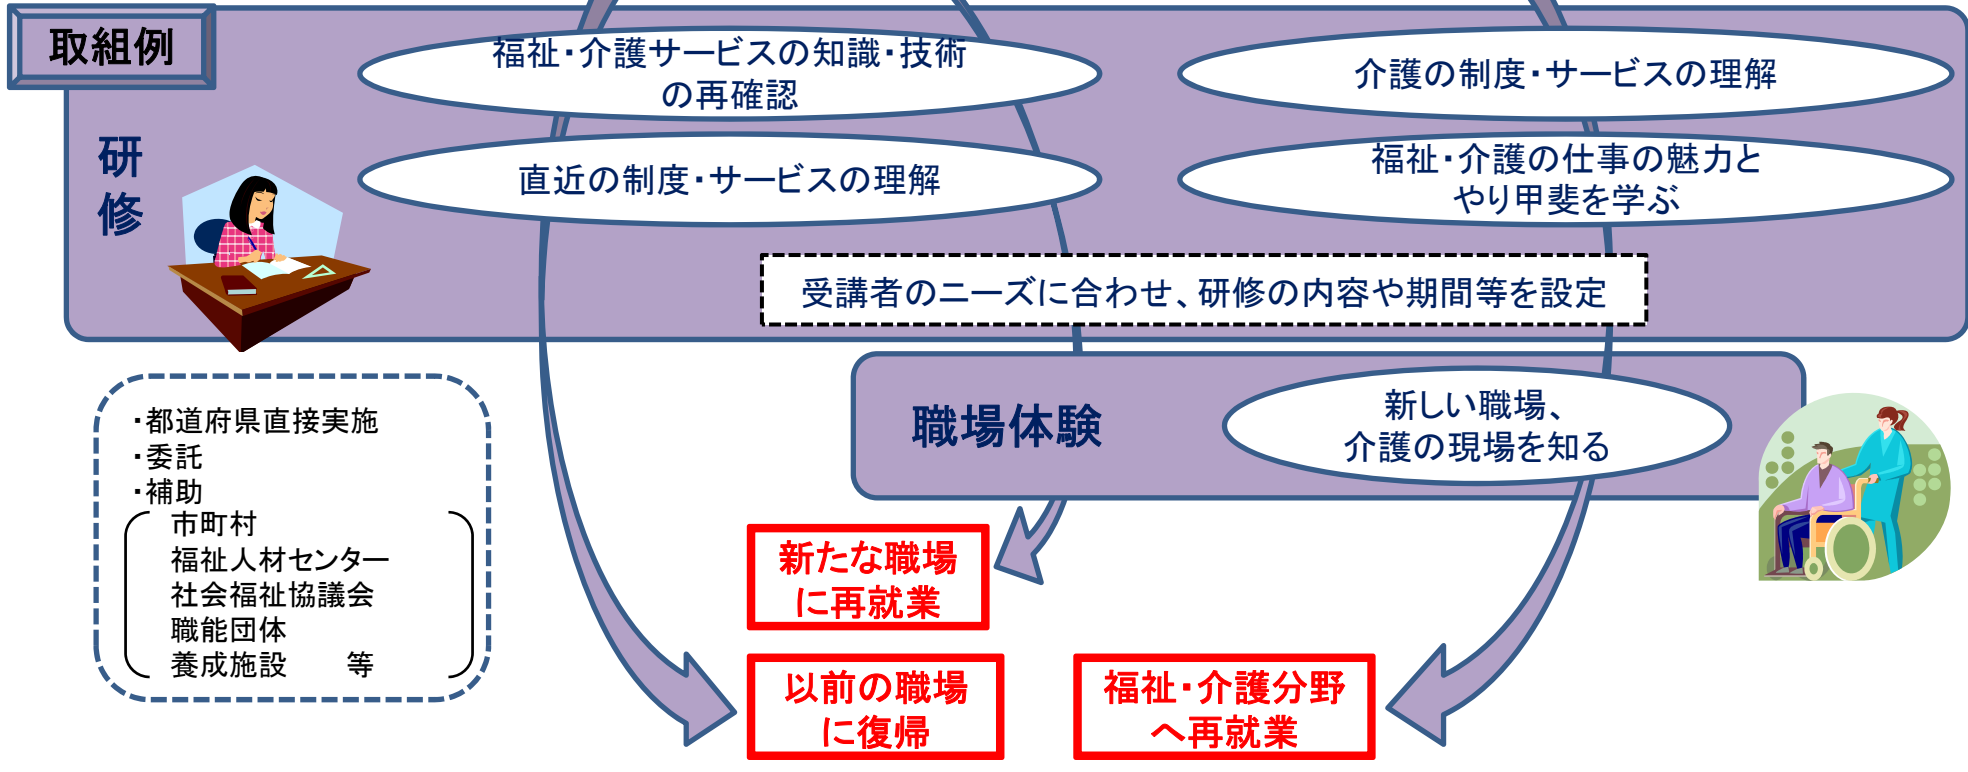 取組例
研修
福祉・介護サービスの知識・技術
の再確認
直近の制度・サービスの理解
介護の制度・サービスの理解
福祉・介護の仕事の魅力と
やり甲斐を学ぶ
受講者のニーズに合わせ、研修の内容や期間等を設定
職場体験
新しい職場、
介護の現場を知る
・都道府県直接実施
・委託
・補助
市町村
福祉人材センター
社会福祉協議会
職能団体
養成施設　　等
新たな職場
に再就業
以前の職場
に復帰
福祉・介護分野
へ再就業